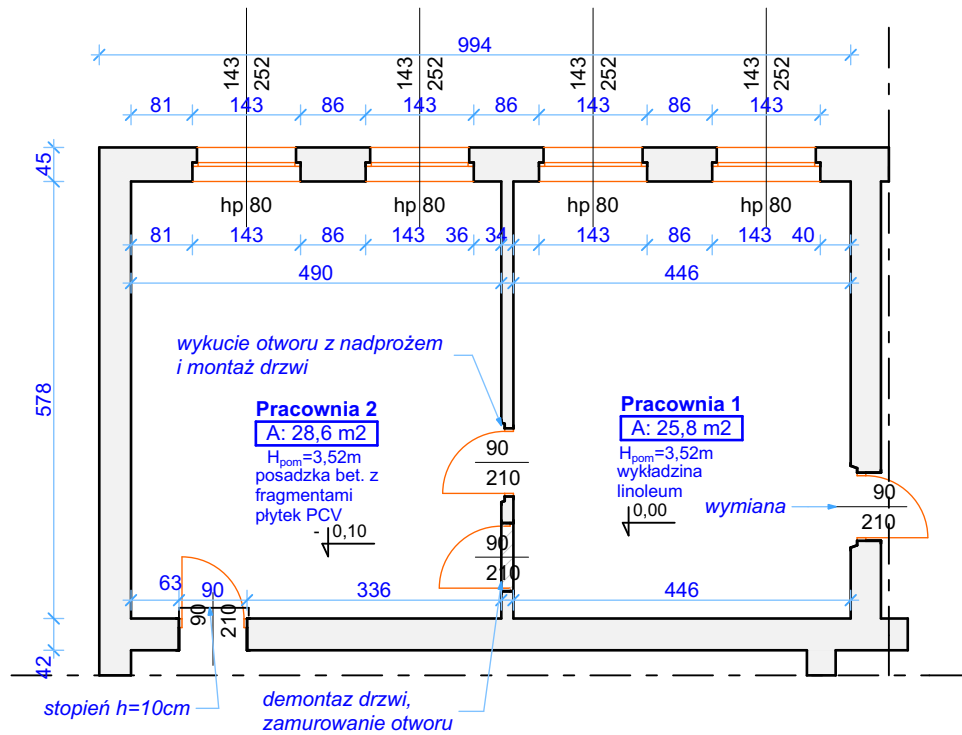 994
143
252
143
252
143
252
143
252
81 143 86 143 86 143 86 143
45
hp 80 hp 80 hp 80 hp 80
81 143 86 143 36 34 143 86 143 40
490 446
wykucie otworu z nadprożem
i montaż drzwi
578
Pracownia 2
A: 28,6 m2
Hpom=3,52m
posadzka bet. z
fragmentami
płytek PCV
- 0,10
Pracownia 1
A: 25,8 m2
Hpom=3,52m
wykładzina
linoleum
0,00
90
210
90
210
wymiana
90
210
63 90 336 446
90
210
42
stopień h=10cm
demontaz drzwi,
zamurowanie otworu